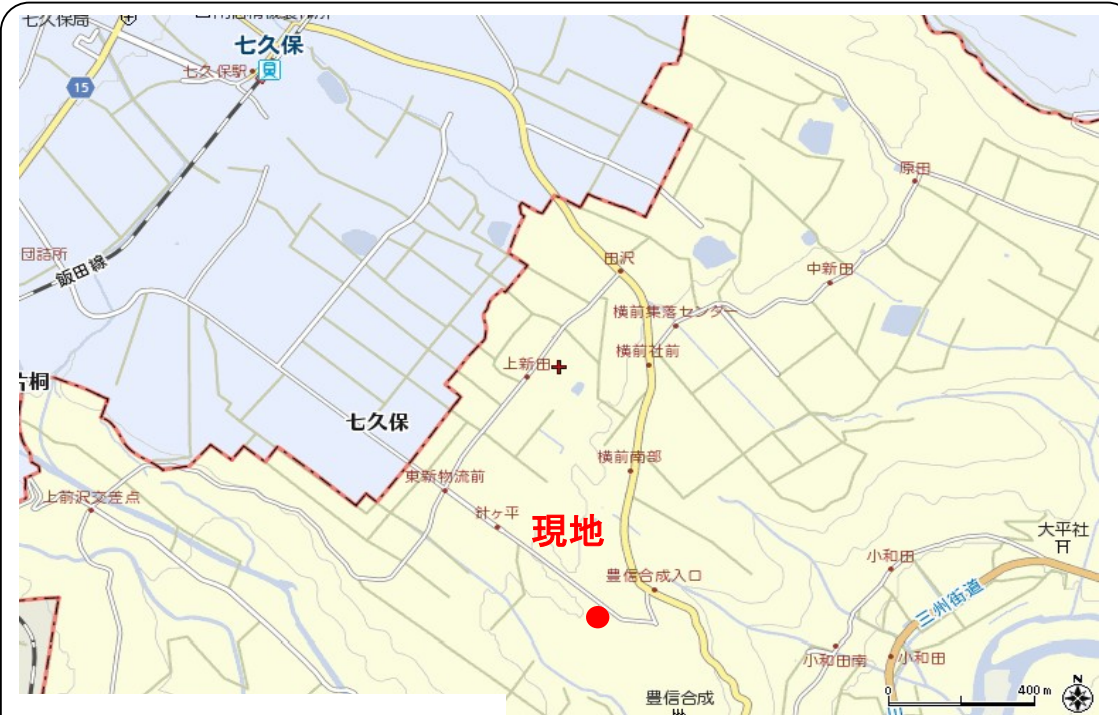 七久保局
七久保
七久保駅
15
原田
団詰所
飯田線
田沢
中新田
横前集落センター
上新田
横前社前
片桐
七久保
横前南部
東新物流前
上前沢交差点
針ヶ平
現地
大平社
小和田
豊信合成入口
三州街道
小和田南
小和田
豊信合成
0
400m
N